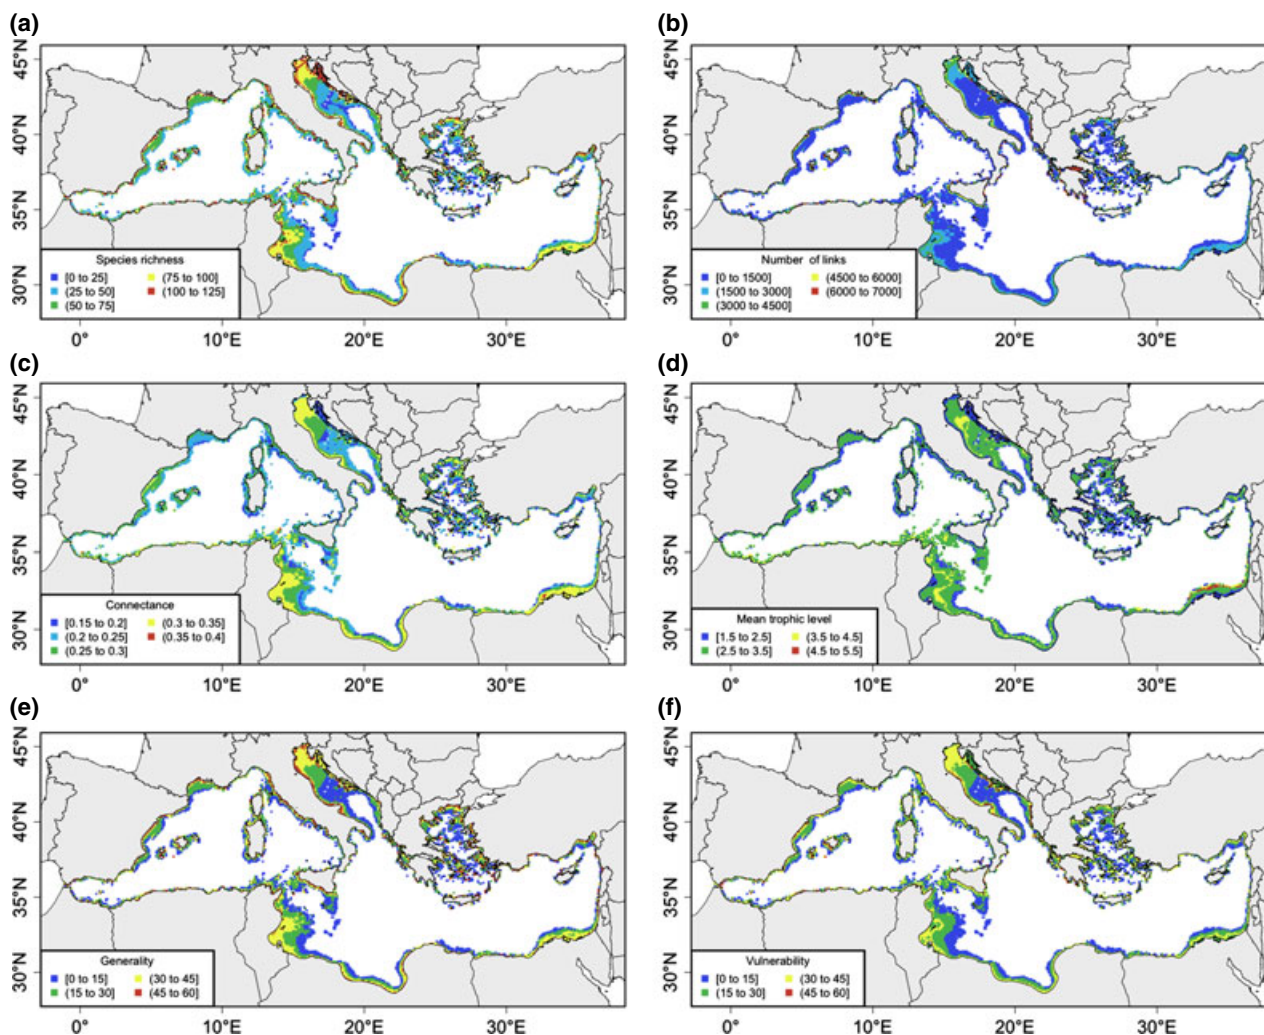 (a)
45°N
40°N
35°N
30°N
Species richness
[0 to 25] (75 to 100]
(25 to 50] (100 to 125]
(50 to 75]
0° 10°E 20°E 30°E
(b)
45°N
40°N
35°N
30°N
Number of links
[0 to 1500] (4500 to 6000]
(1500 to 3000] (6000 to 7000]
(3000 to 4500]
0° 10°E 20°E 30°E
(c)
45°N
40°N
35°N
30°N
Connectance
[0.15 to 0.2] (0.3 to 0.35]
(0.2 to 0.25] (0.35 to 0.4]
(0.25 to 0.3]
0° 10°E 20°E 30°E
(d)
45°N
40°N
35°N
30°N
Mean trophic level
[1.5 to 2.5] (3.5 to 4.5]
(2.5 to 3.5] (4.5 to 5.5]
0° 10°E 20°E 30°E
(e)
45°N
40°N
35°N
30°N
Generality
[0 to 15] (30 to 45]
(15 to 30] (45 to 60]
0° 10°E 20°E 30°E
(f)
45°N
40°N
35°N
30°N
Vulnerability
[0 to 15] (30 to 45]
(15 to 30] (45 to 60]
0° 10°E 20°E 30°E